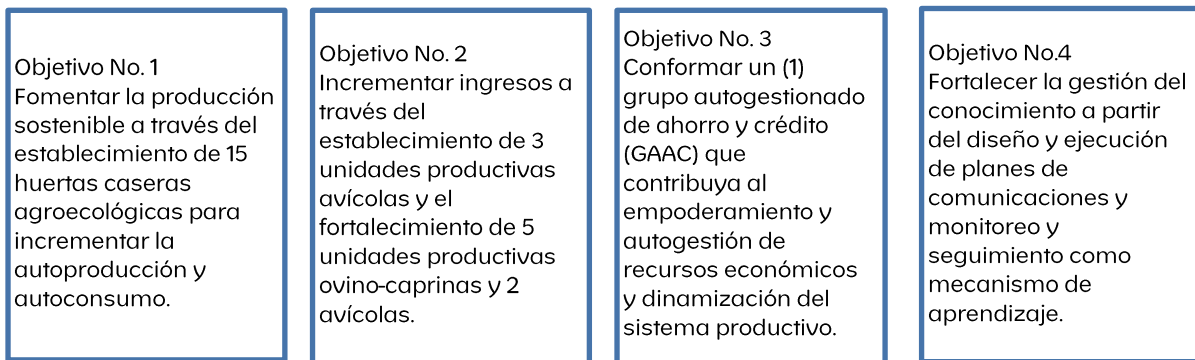 Objetivo No. 1
Fomentar la producción
sostenible a través del
establecimiento de 15
huertas caseras
agroecológicas para
incrementar la
autoproducción y
autoconsumo.
Objetivo No. 2
Incrementar ingresos a
través del
establecimiento de 3
unidades productivas
avícolas y el
fortalecimiento de 5
unidades productivas
ovino-caprinas y 2
avícolas.
Objetivo No. 3
Conformar un (1)
grupo autogestionado
de ahorro y crédito
(GAAC) que
contribuya al
empoderamiento y
autogestión de
recursos económicos
y dinamización del
sistema productivo.
Objetivo No.4
Fortalecer la gestión del
conocimiento a partir
del diseño y ejecución
de planes de
comunicaciones y
monitoreo y
seguimiento como
mecanismo de
aprendizaje.